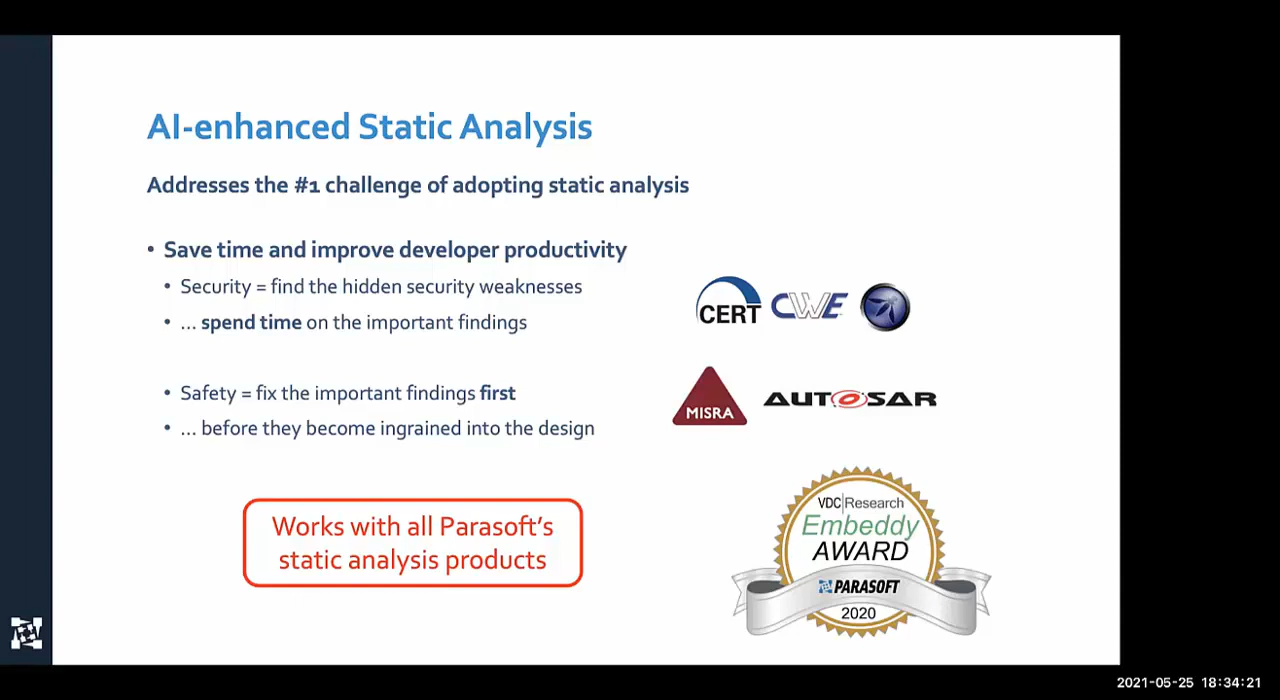 AI-enhanced Static Analysis
Addresses the #1 challenge of adopting static analysis
• Save time and improve developer productivity
• Security = find the hidden security weaknesses
• ... spend time on the important findings
• Safety = fix the important findings first
• ... before they become ingrained into the design
CERT CWE
MISRA AUTOSAR
Works with all Parasoft's
static analysis products
VDC|Research
Embeddy
AWARD
PARASOFT
2020
2021-05-25 18:34:21